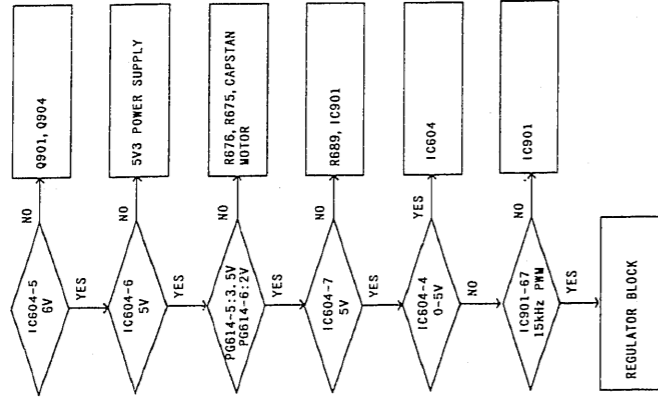 IC604-5
6V
NO
Q901, Q904
YES
IC604-6
5V
NO
5V3 POWER SUPPLY
YES
PG614-5:3.5V
PG614-6:2V
NO
R676, R675, CAPSTAN
MOTOR
YES
IC604-7
5V
NO
R689, IC901
YES
IC604-4
0-5V
YES
IC604
NO
IC901-67
15kHz PWM
NO
IC901
YES
REGULATOR BLOCK